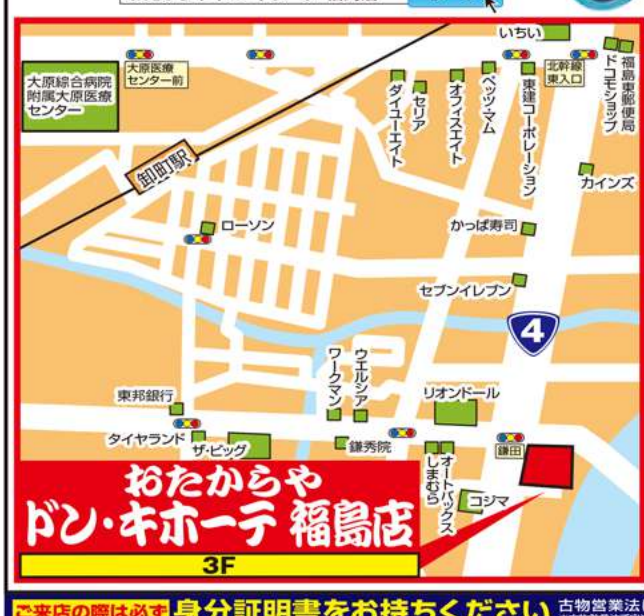 いちい
大原医療
センター前
北幹線
東入口
ドコモショップ
福島東郵便局
大原綜合病院
附属大原医療
センター
ダイユーエイト
セリア
オフィスエイト
ペッツ・マム
東建コーポレーション
卸町駅
カインズ
ローソン
かっぱ寿司
セブンイレブン
4
ワークマン
ウエルシア
リオンドール
東邦銀行
タイヤランド
ザ・ビッグ
鎌秀院
しまむら
オートバックス
鎌田
コジマ
おたからや
ドン・キホーテ 福島店
3F
ご来店の際は必ず 身分証明書をお持ちください
古物営業法